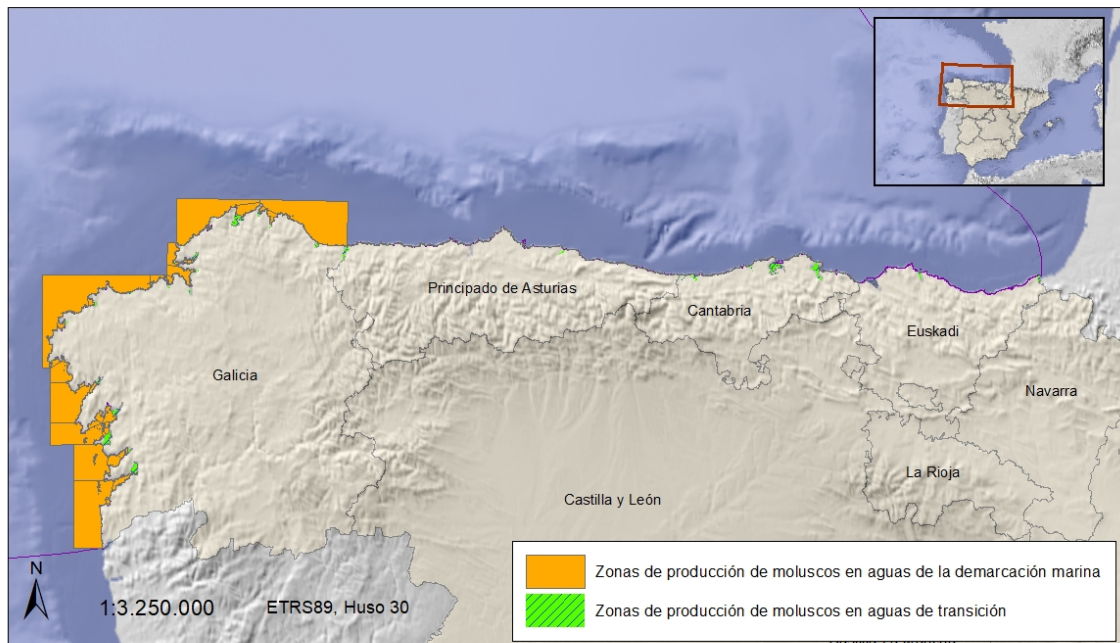 Principado de Asturias
Cantabria
Euskadi
Galicia
Navarra
La Rioja
Castilla y León
N
1:3.250.000
ETRS89, Huso 30
Zonas de producción de moluscos en aguas de la demarcación marina
Zonas de producción de moluscos en aguas de transición